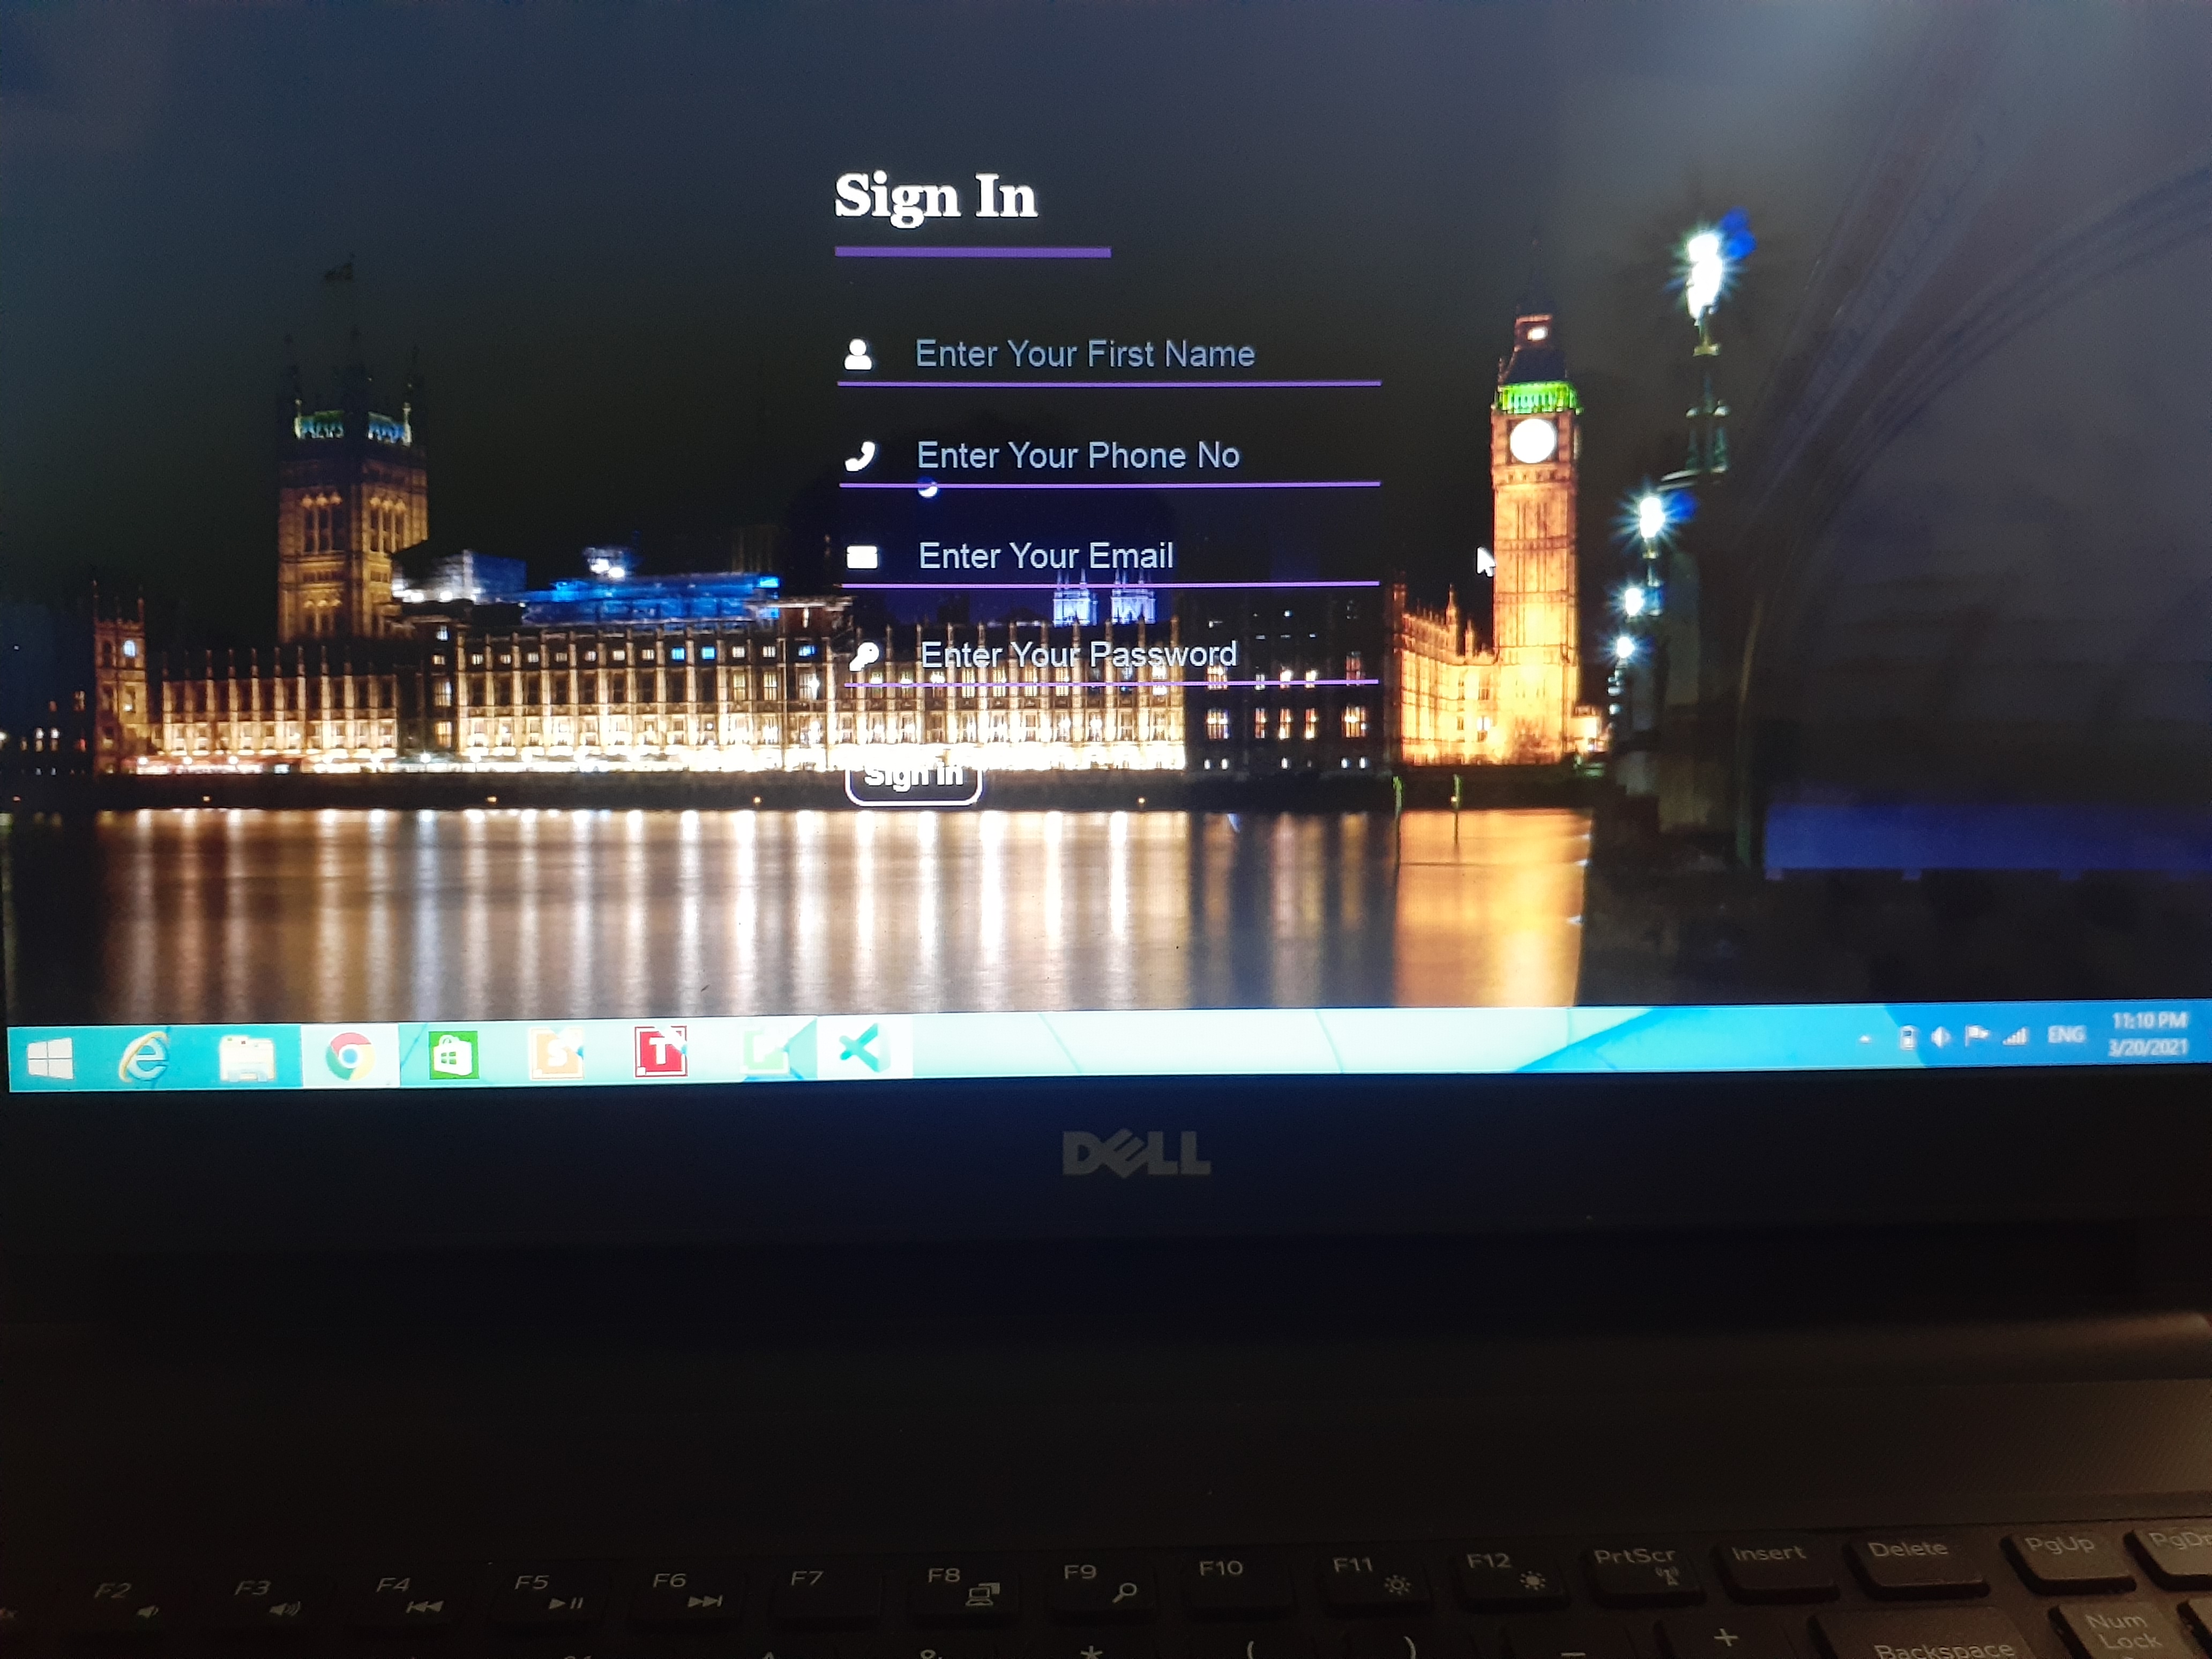 Sign In
Enter Your First Name
Enter Your Phone No
Enter Your Email
Enter Your Password
Sign in
S
T
ENG
11:10 PM
3/20/2021
DELL
F2
F3
F4
F5
F6
F7
F8
F9
F10
F11
F12
PrtScr
Insert
Delete
PgUp
&
*
(
)
–
+
Backspace
Num
Lock